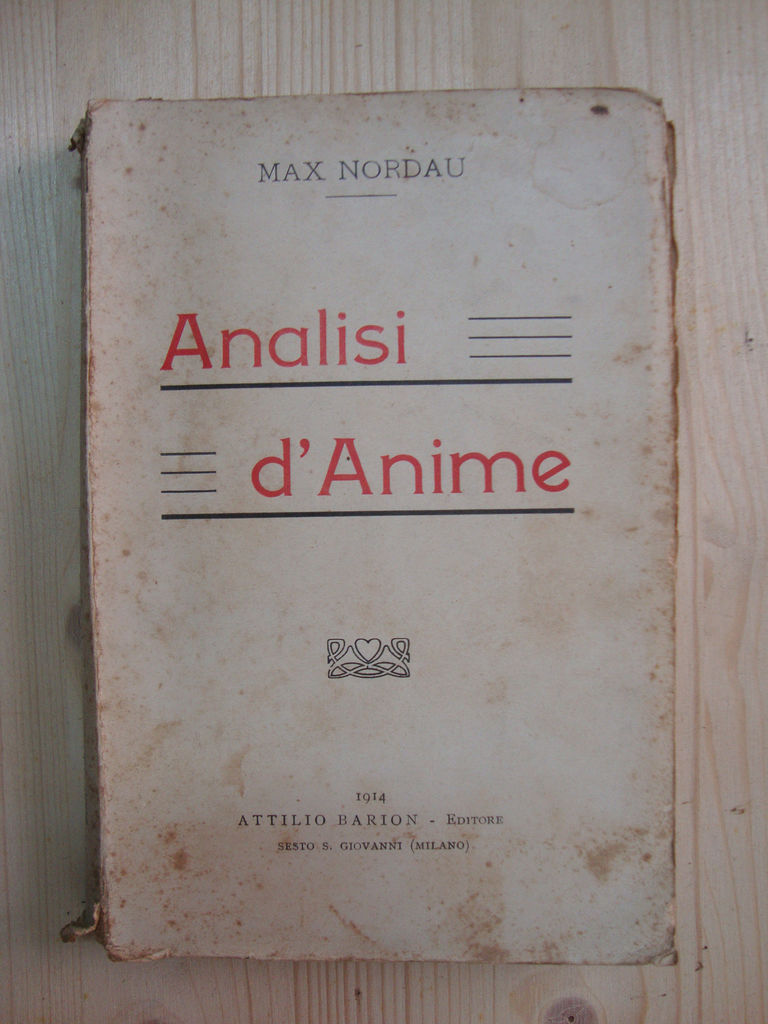 MAX NORDAU
Analisi
d'Anime
1914
ATTILIO BARION - EDITORE
SESTO S. GIOVANNI (MILANO)